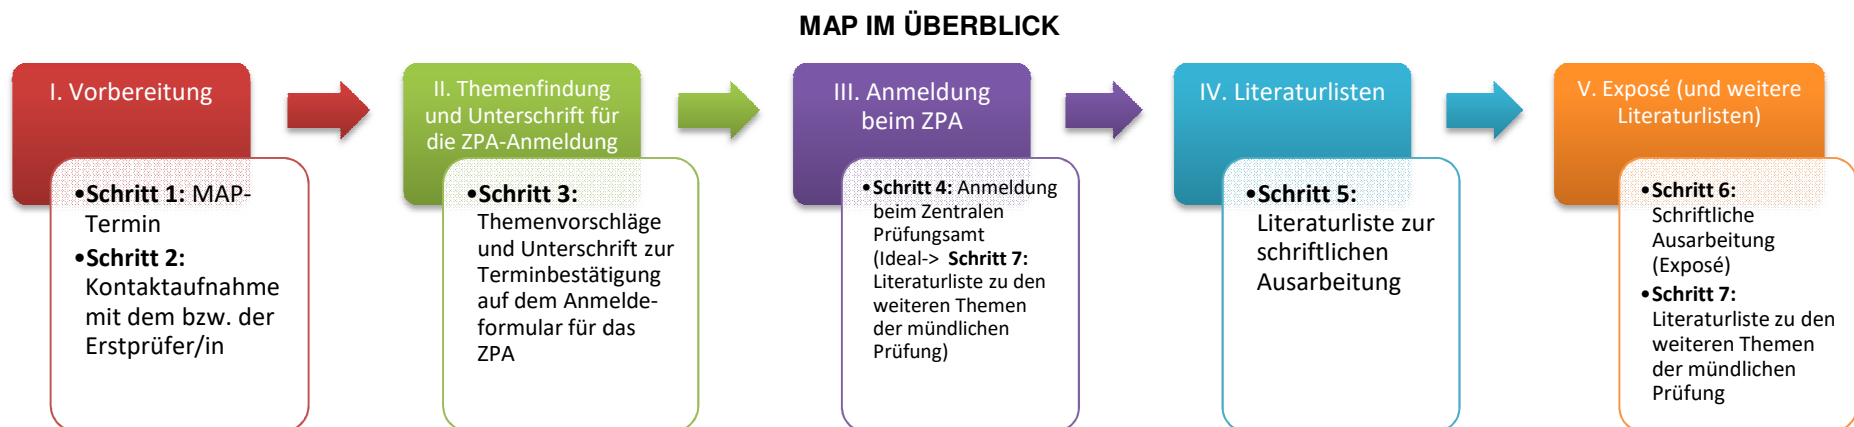 MAP IM ÜBERBLICK
I. Vorbereitung
•Schritt 1: MAP-
Termin
•Schritt 2:
Kontaktaufnahme
mit dem bzw. der
Erstprüfer/in
II. Themenfindung
und Unterschrift für
die ZPA-Anmeldung
•Schritt 3:
Themenvorschläge
und Unterschrift zur
Terminbestätigung
auf dem Anmelde-
formular für das
ZPA
III. Anmeldung
beim ZPA
•Schritt 4: Anmeldung
beim Zentralen
Prüfungsamt
(Ideal-> Schritt 7:
Literaturliste zu den
weiteren Themen
der mündlichen
Prüfung)
IV. Literaturlisten
•Schritt 5:
Literaturliste zur
schriftlichen
Ausarbeitung
V. Exposé (und weitere
Literaturlisten)
•Schritt 6:
Schriftliche
Ausarbeitung
(Exposé)
•Schritt 7:
Literaturliste zu den
weiteren Themen
der mündlichen
Prüfung